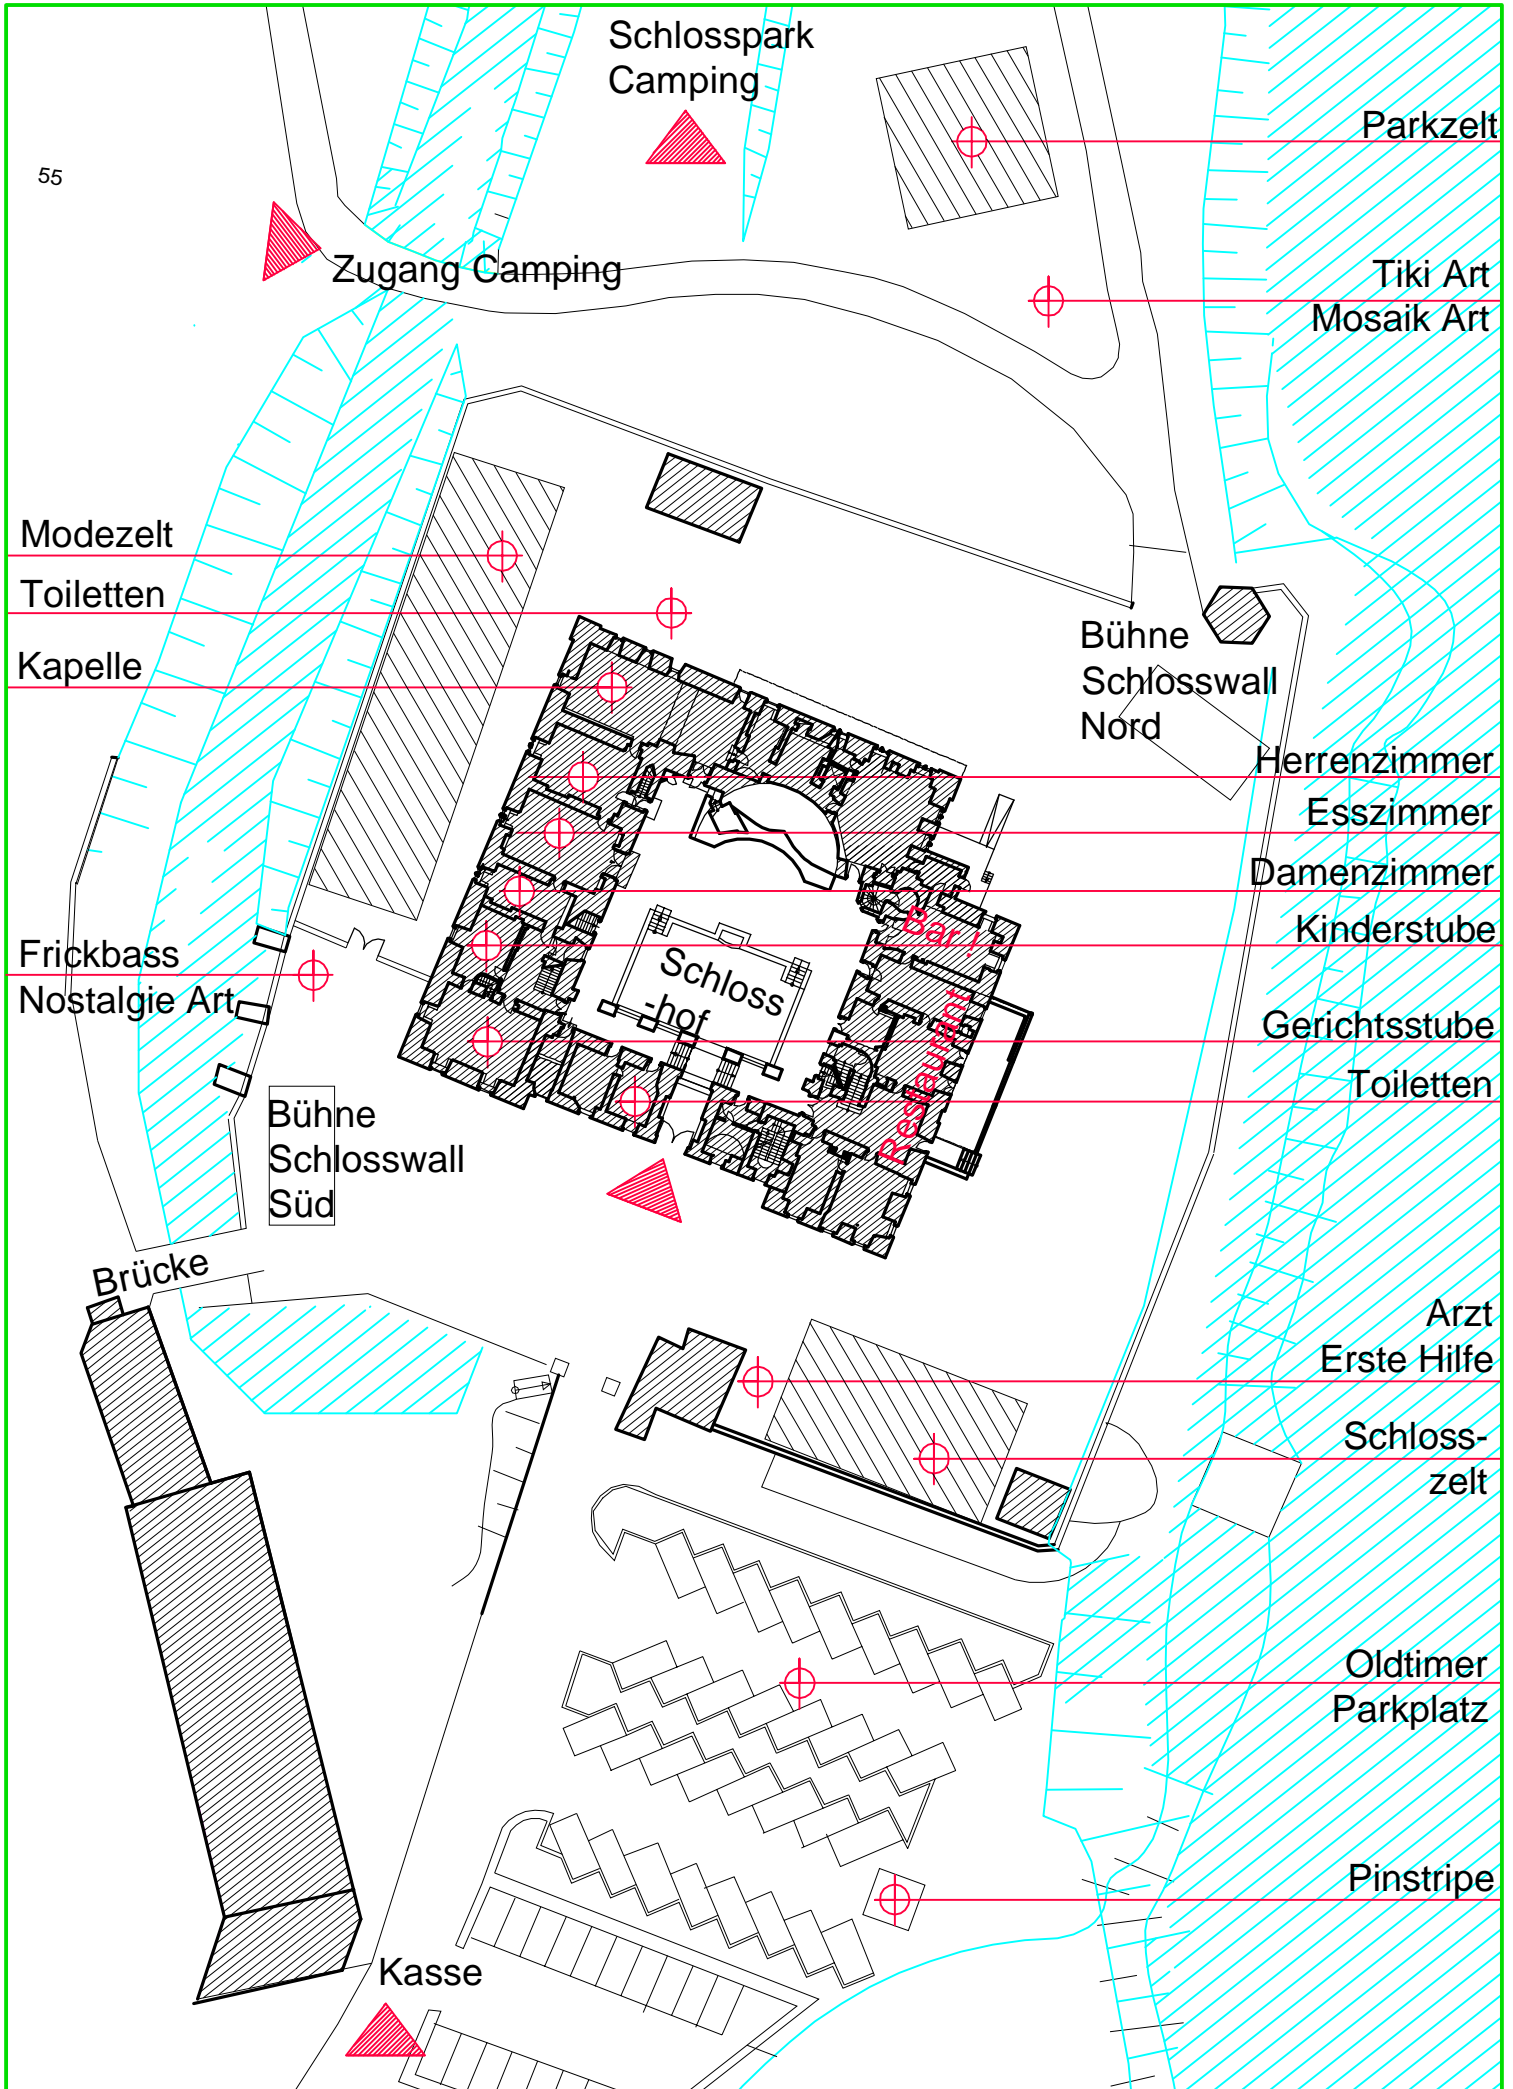 Schlosspark
Camping
Parkzelt
55
Zugang Camping
Tiki Art
Mosaik Art
Modezelt
Toiletten
Kapelle
Bühne
Schlosswall
Nord
Herrenzimmer
Esszimmer
Damenzimmer
Bar !
Kinderstube
Frickbass
Nostalgie Art
Schloss
-hof
Restaurant
Gerichtsstube
Toiletten
Bühne
Schlosswall
Süd
Brücke
Arzt
Erste Hilfe
Schloss-
zelt
Oldtimer
Parkplatz
Pinstripe
Kasse